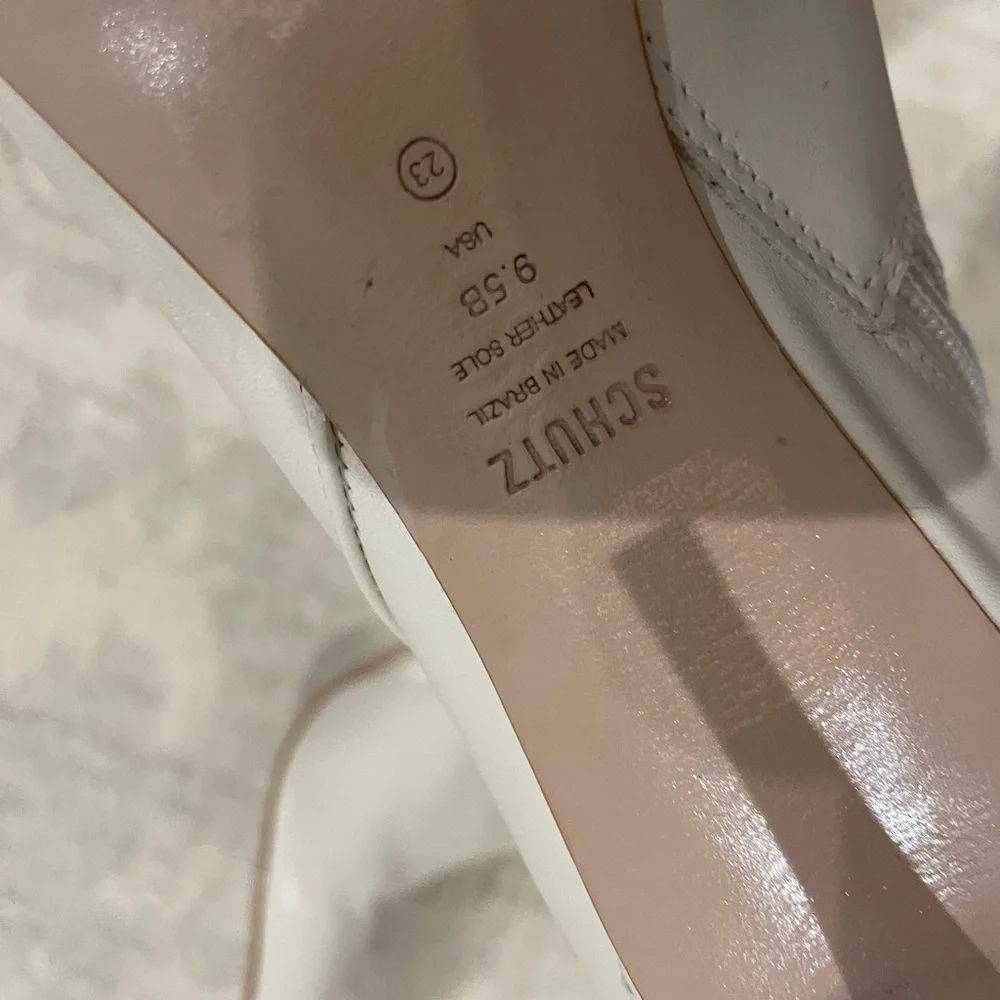 SCHUTZ
MADE IN BRAZIL
LEATHER SOLE
9.5B
USA
23